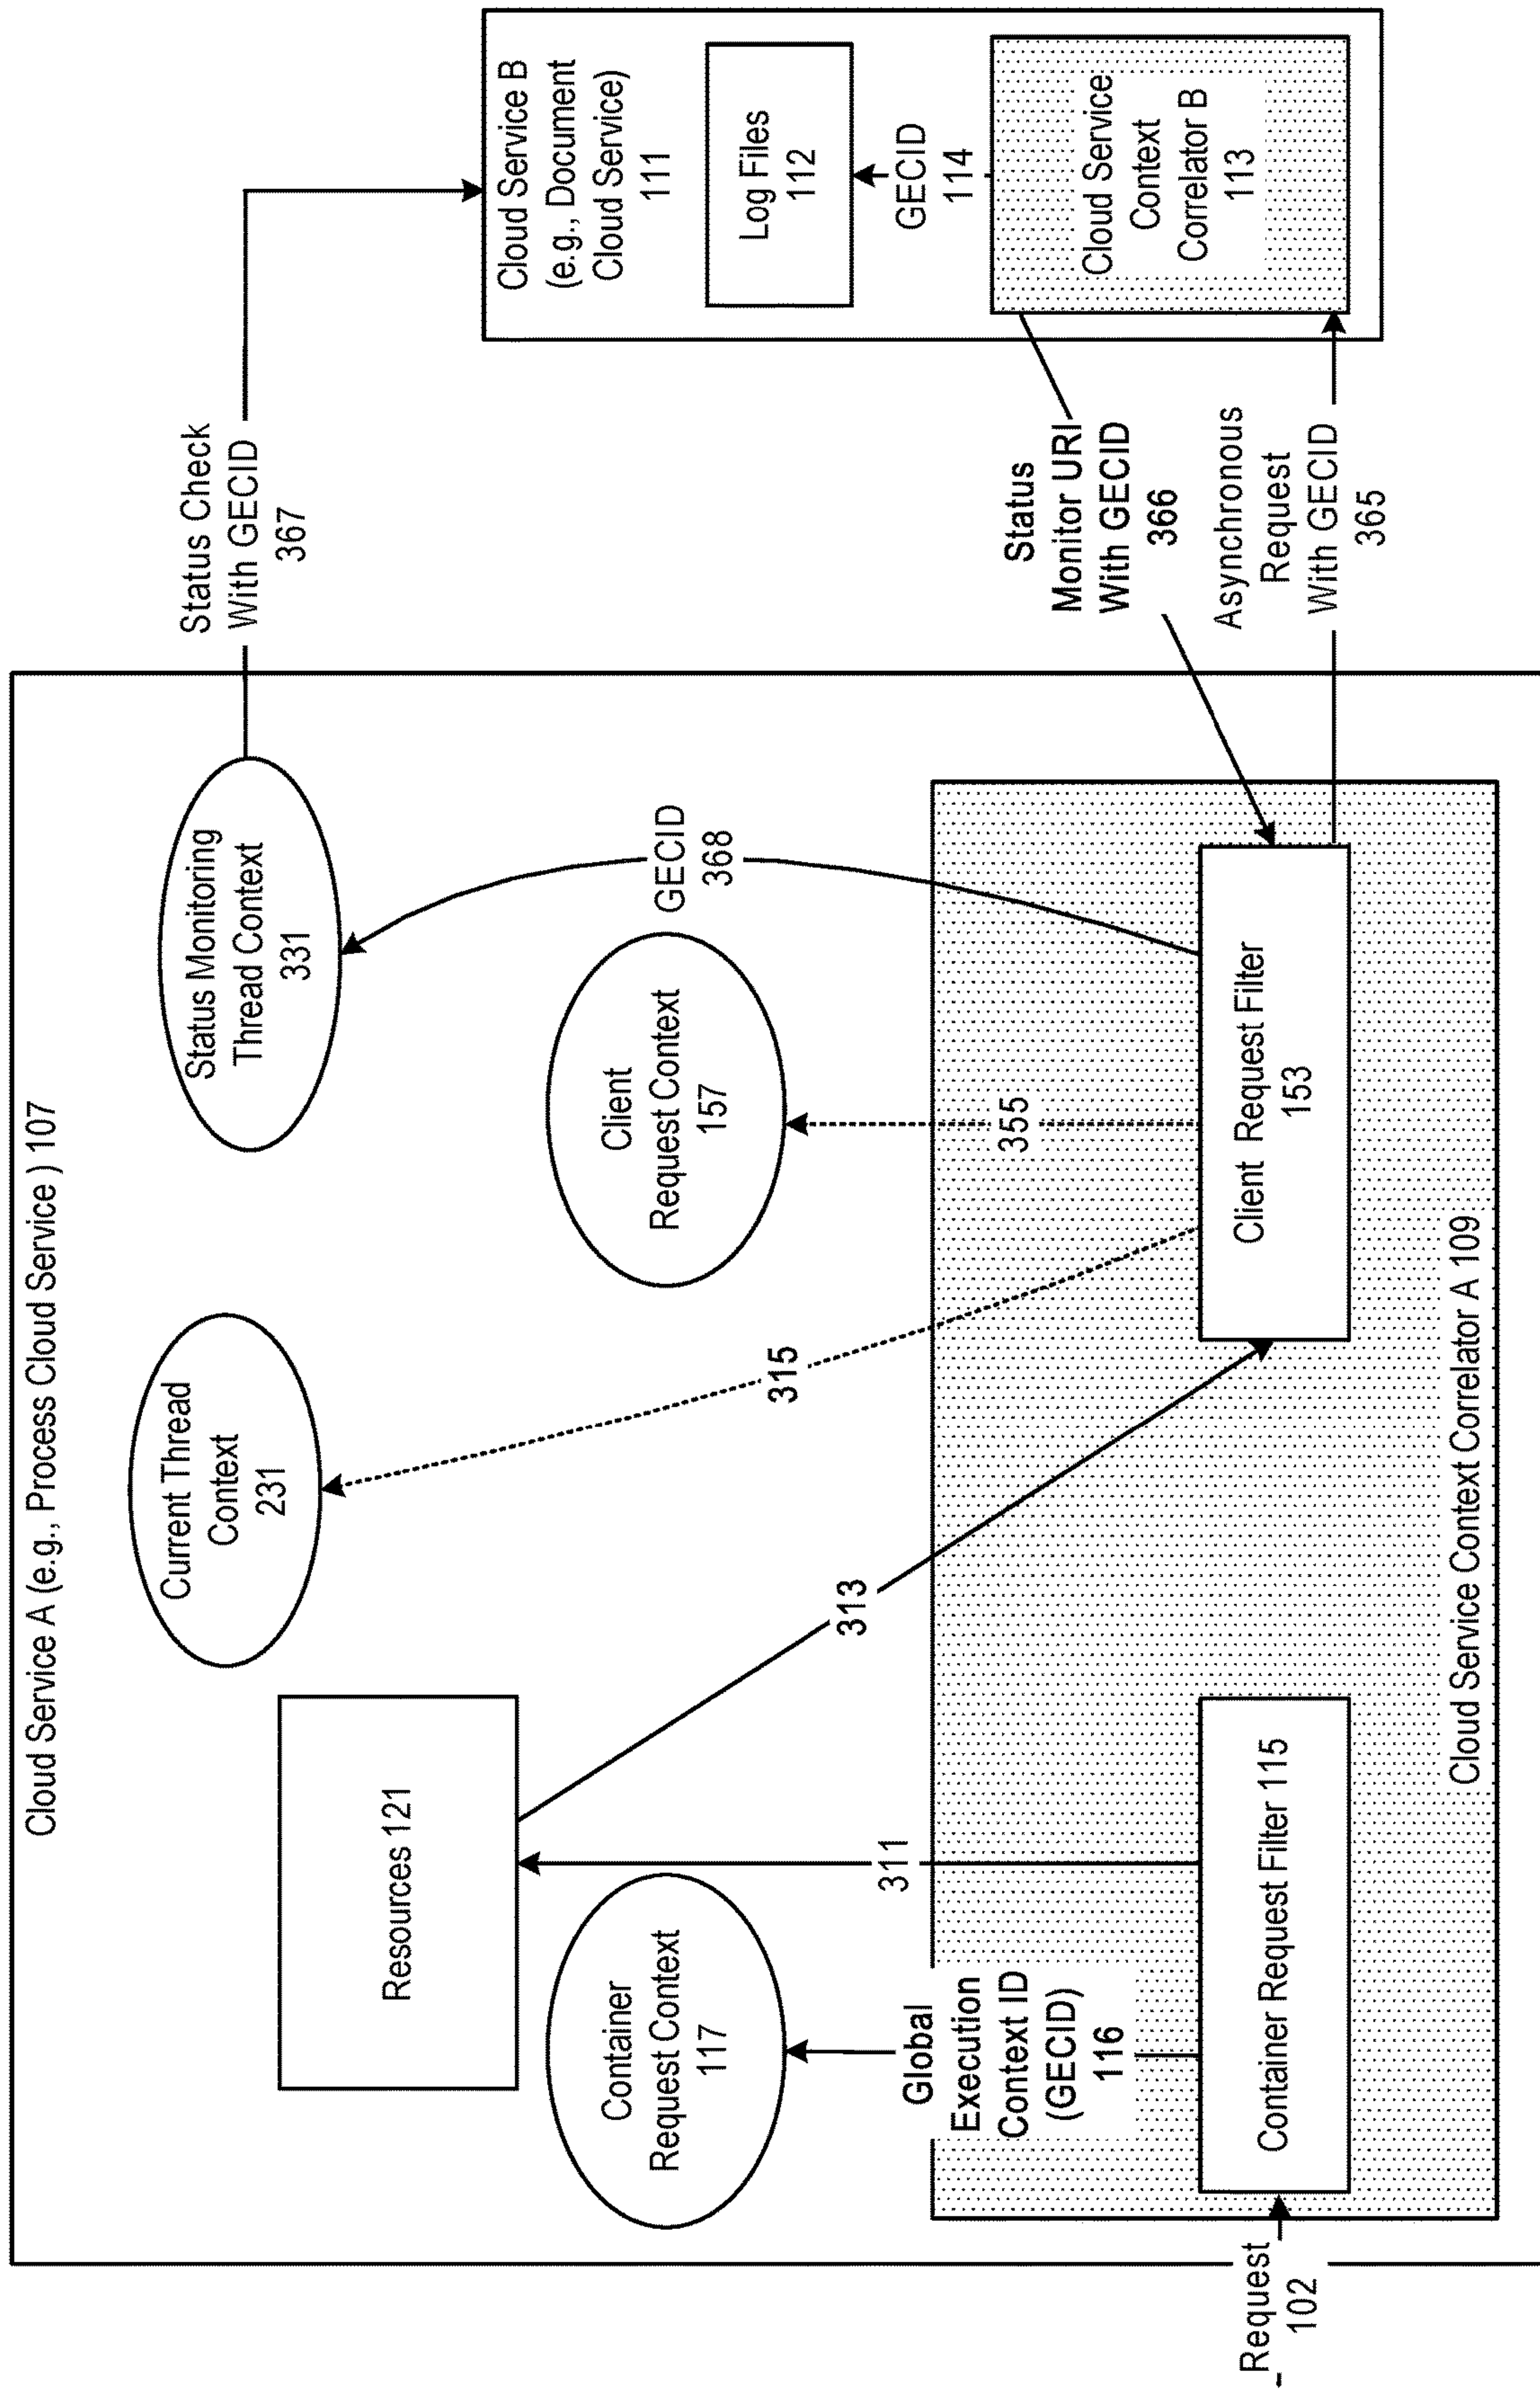 Cloud Service A (e.g., Process Cloud Service ) 107
Current Thread
Context
231
Status Monitoring
Thread Context
331
Status Check
With GECID
367
Cloud Service B
(e.g., Document
Cloud Service)
111
Log Files
112
GECID
114
Cloud Service
Context
Correlator B
113
Resources 121
Container
Request Context
117
Client
Request Context
157
GECID
368
315
313
311
355
Global
Execution
Context ID
(GECID)
116
Status
Monitor URI
With GECID
366
Asynchronous
Request
With GECID
365
Request
102
Container Request Filter 115
Client Request Filter
153
Cloud Service Context Correlator A 109